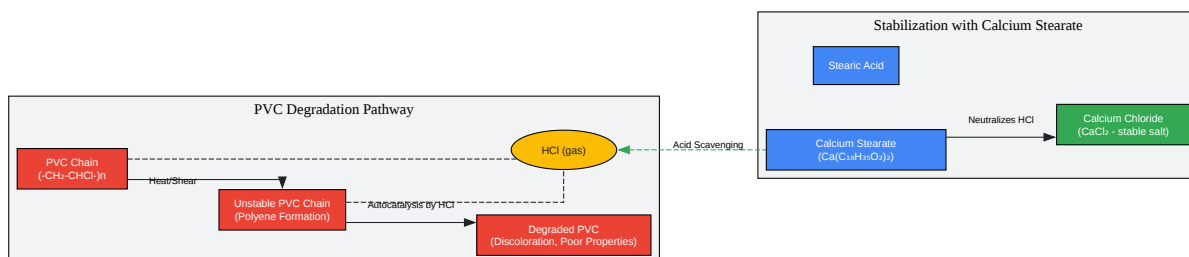 Stabilization with Calcium Stearate
Stearic Acid
PVC Degradation Pathway
Calcium Chloride
(CaCl₂ - stable salt)
Neutralizes HCl
Calcium Stearate
(Ca(C₁₈H₃₅O₂)₂)
Acid Scavenging
HCl (gas)
PVC Chain
(-CH₂-CHCl-)n
Heat/Shear
Unstable PVC Chain
(Polyene Formation)
Autocatalysis by HCl
Degraded PVC
(Discoloration, Poor Properties)